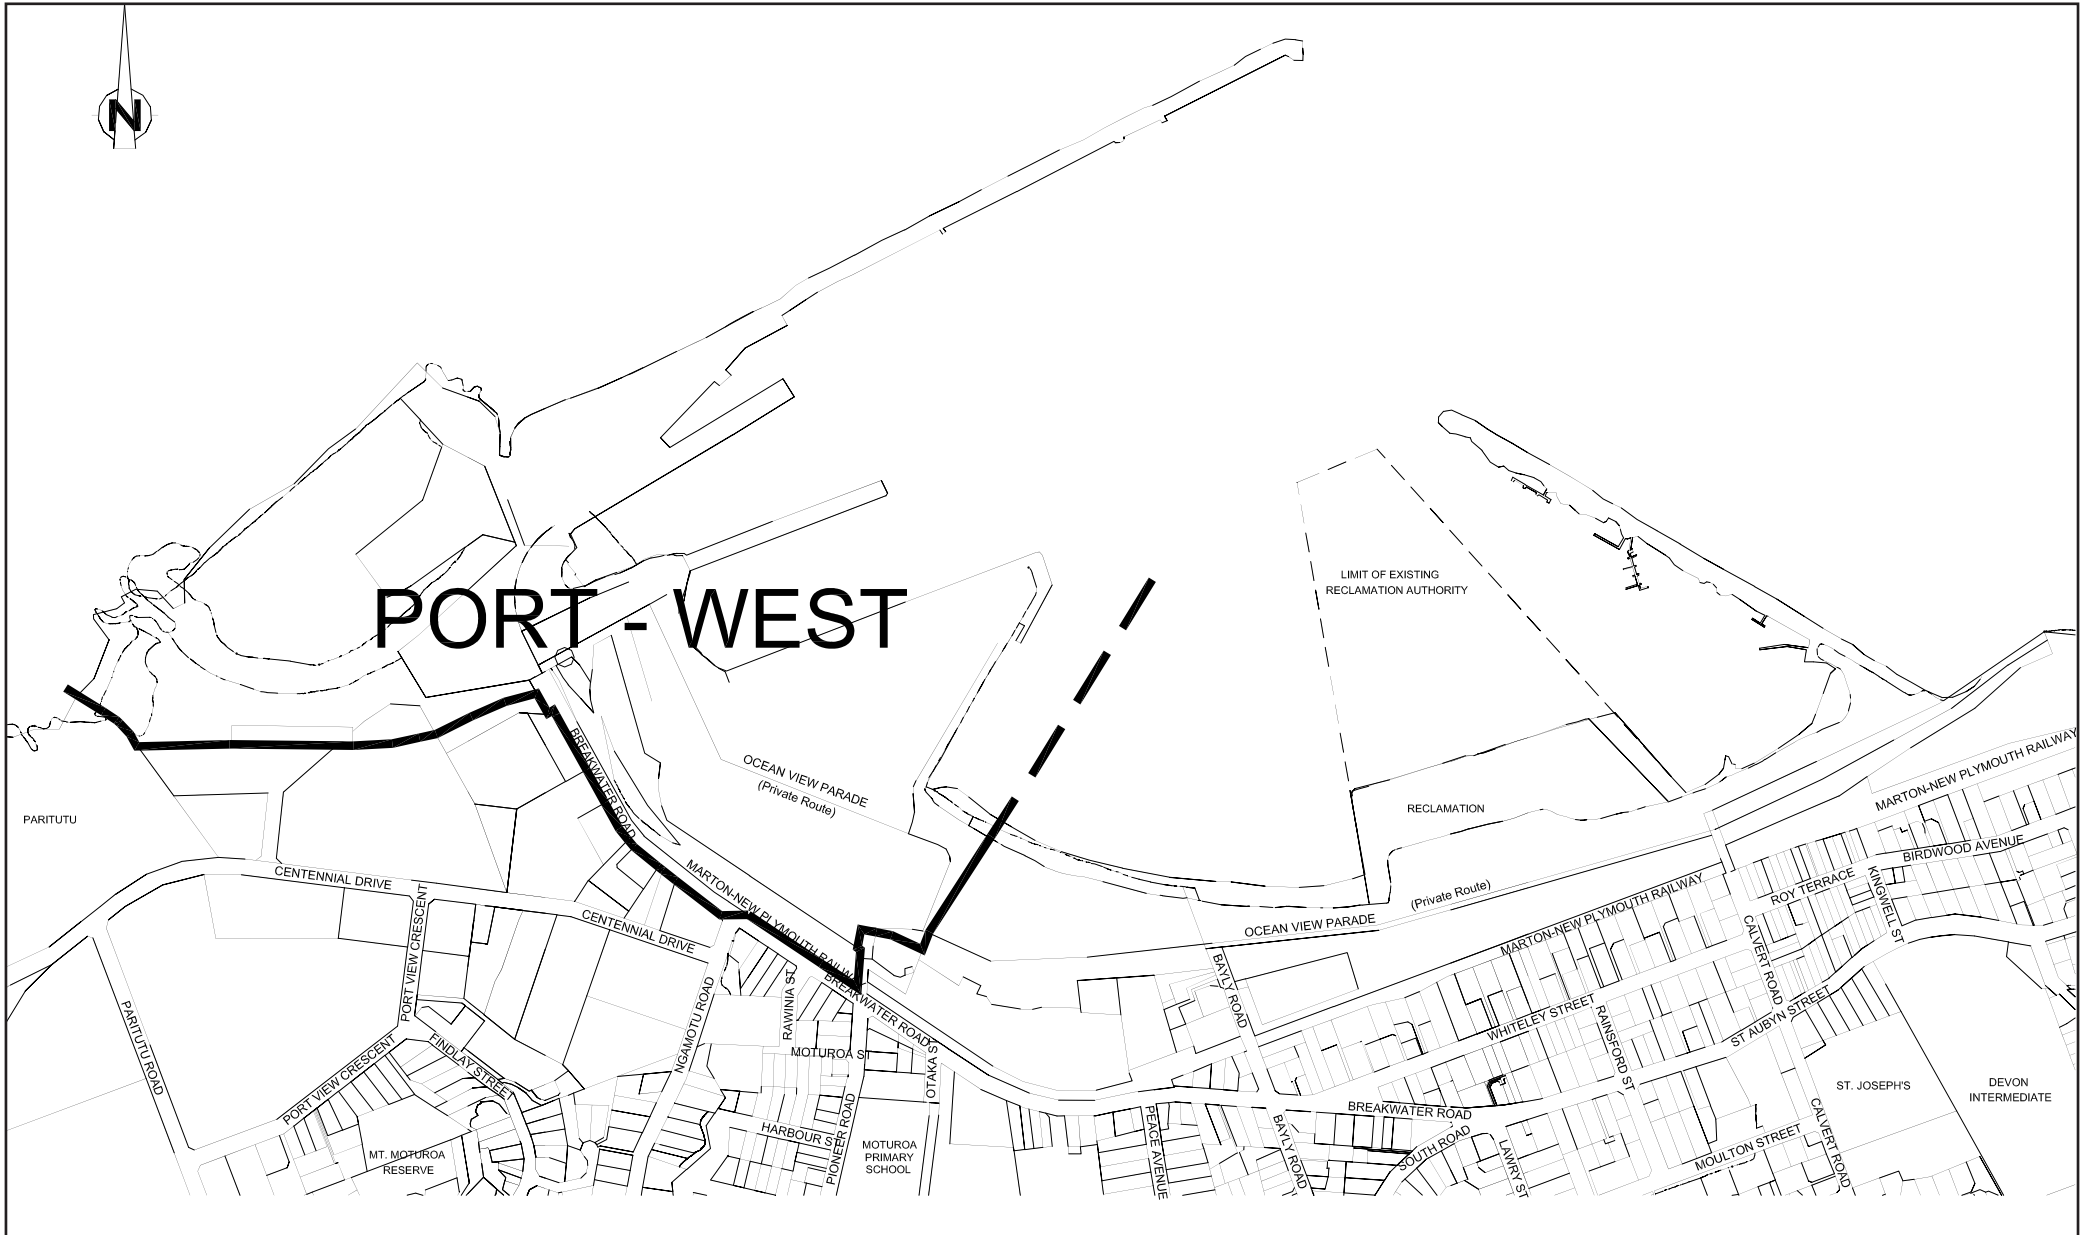 N
PORT - WEST
LIMIT OF EXISTING
RECLAMATION AUTHORITY
BREAKWATER ROAD
OCEAN VIEW PARADE
(Private Route)
MARTON-NEW PLYMOUTH RAILWAY
PARITUTU
RECLAMATION
BIRDWOOD AVENUE
CENTENNIAL DRIVE
PORT VIEW CRESCENT
CENTENNIAL DRIVE
MARTON-NEW PLYMOUTH RAILWAY
OCEAN VIEW PARADE
(Private Route)
MARTON-NEW PLYMOUTH RAILWAY
ROY TERRACE
KINGWELL ST
CALVERT ROAD
BAYLY ROAD
PARITUTU ROAD
NGAMOTU ROAD
RAWINIA ST
BREAKWATER ROAD
WHITELEY STREET
RAINSFORD ST
ST AUBYN STREET
PORT VIEW CRESCENT
FINDLAY STREET
MOTUROA ST
OTAKA ST
ST. JOSEPH'S
DEVON
INTERMEDIATE
BREAKWATER ROAD
MT. MOTUROA
RESERVE
HARBOUR ST
PIONEER ROAD
MOTUROA
PRIMARY
SCHOOL
PEACE AVENUE
BAYLY ROAD
SOUTH ROAD
LAWRY ST
MOULTON STREET
CALVERT ROAD